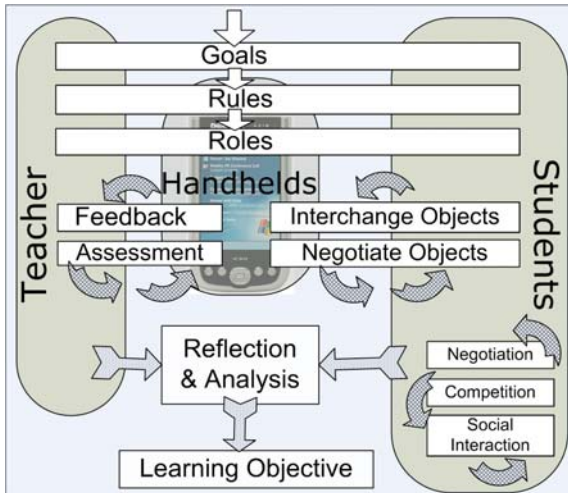 Goals
Rules
Roles
Teacher
Handhelds
Students
Feedback
Interchange Objects
Assessment
Negotiate Objects
Reflection
& Analysis
Negotiation
Competition
Social
Interaction
Learning Objective